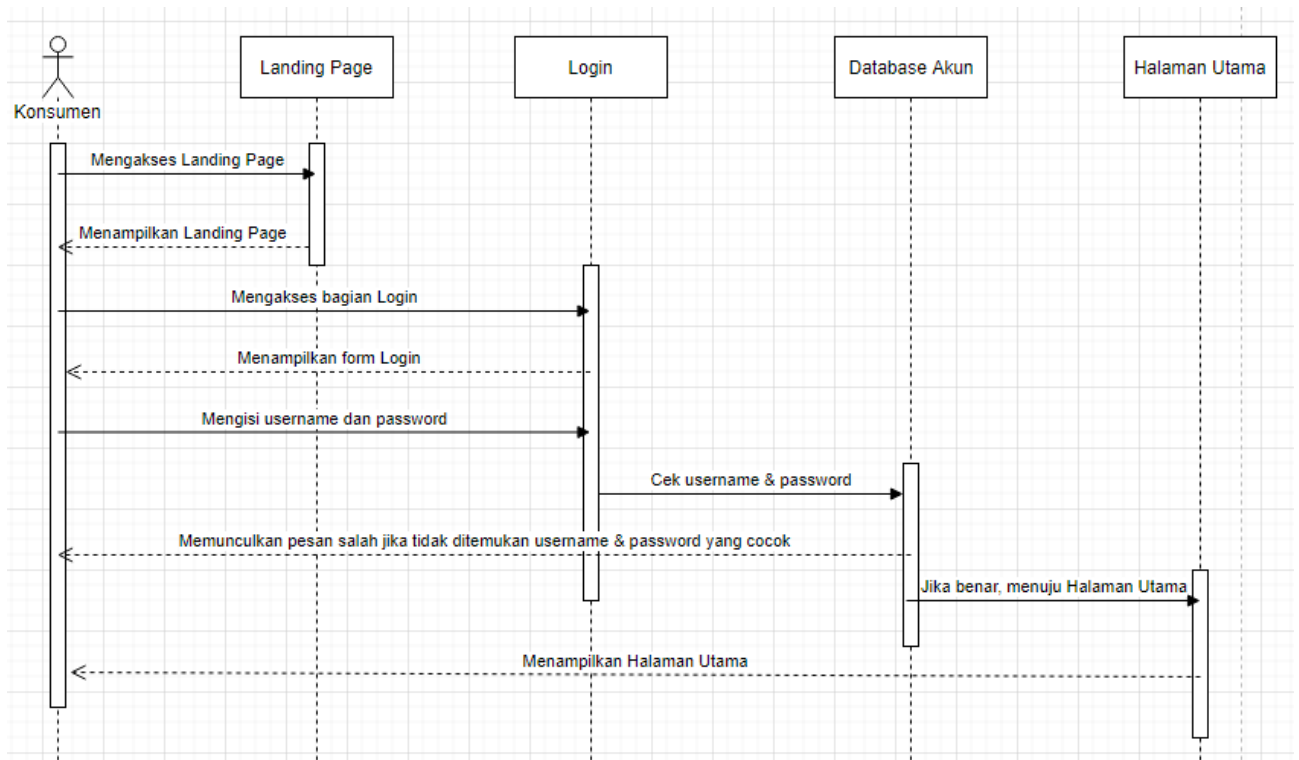 Konsumen
Landing Page
Login
Database Akun
Halaman Utama
Mengakses Landing Page
Menampilkan Landing Page
Mengakses bagian Login
Menampilkan form Login
Mengisi username dan password
Cek username & password
Memunculkan pesan salah jika tidak ditemukan username & password yang cocok
Jika benar, menuju Halaman Utama
Menampilkan Halaman Utama